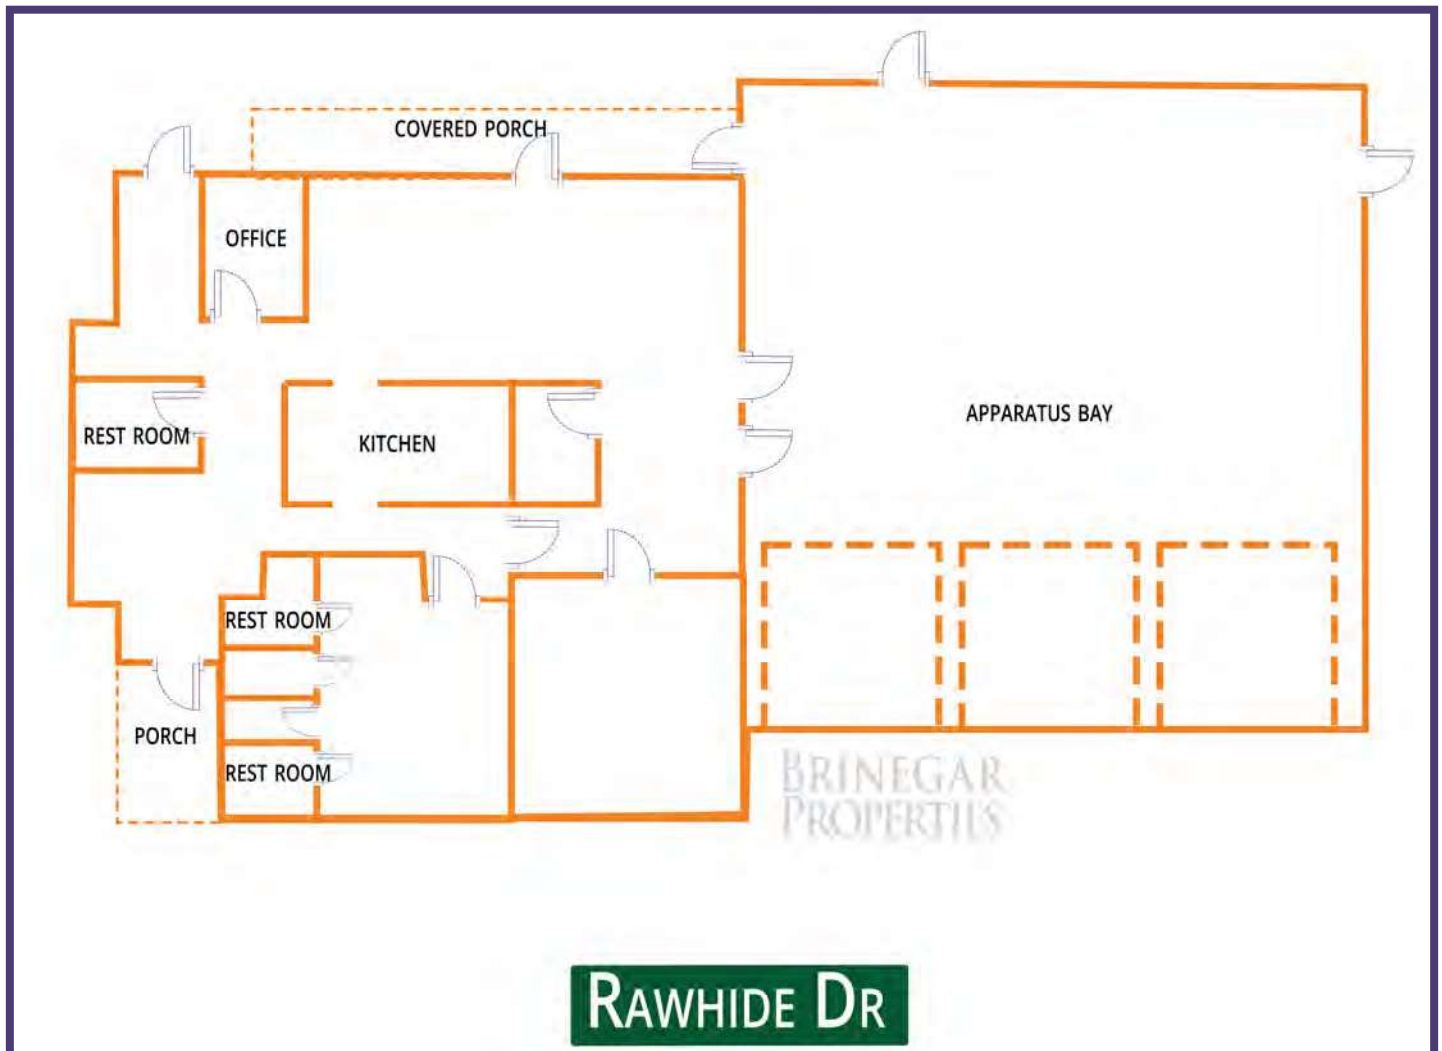 COVERED PORCH
OFFICE
APPARATUS BAY
REST ROOM
KITCHEN
REST ROOM
PORCH
REST ROOM
BRINEGAR
PROPERTIES
RAWHIDE DR